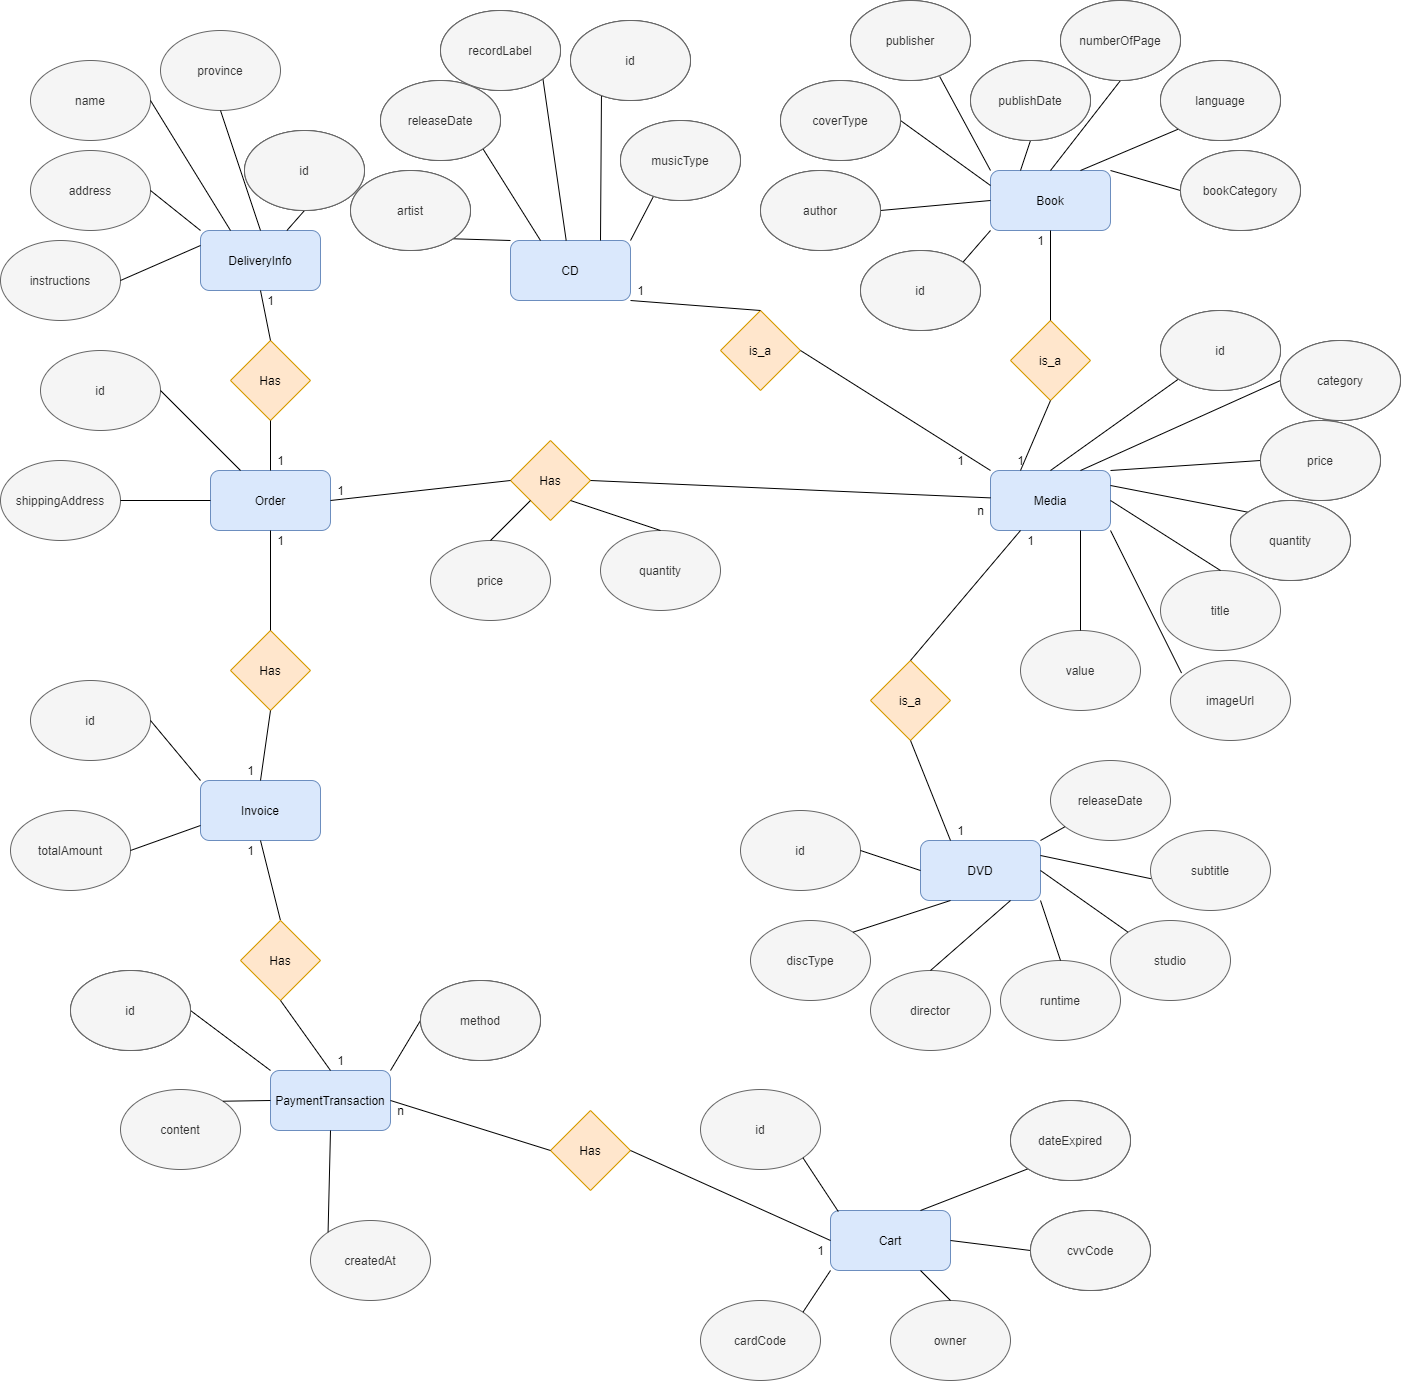 publisher
numberOfPage
recordLabel
id
province
name
publishDate
language
releaseDate
coverType
musicType
id
address
bookCategory
artist
author
Book
1
DeliveryInfo
CD
instructions
id
1
1
is_a
id
is_a
Has
category
id
1
1
1
price
Has
1
Order
shippingAddress
Media
n
1
1
quantity
quantity
price
title
Has
value
is_a
imageUrl
id
1
releaseDate
Invoice
1
totalAmount
1
id
DVD
subtitle
Has
discType
studio
runtime
id
director
method
1
PaymentTransaction
n
content
id
dateExpired
Has
Cart
1
cvvCode
createdAt
cardCode
owner